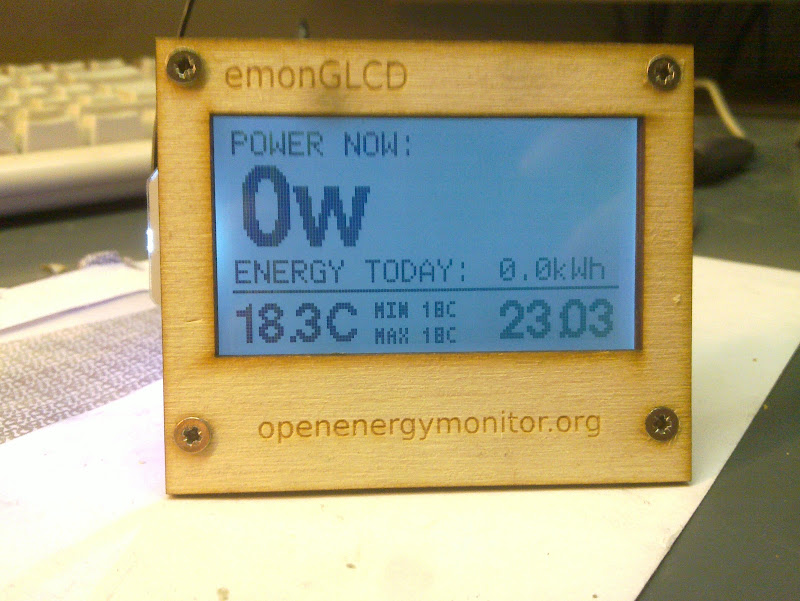 emonGLCD
POWER NOW:
0w
ENERGY TODAY: 0.0kWh
18.3C MIN 18C 23:03
MAX 18C
openenergymonitor.org